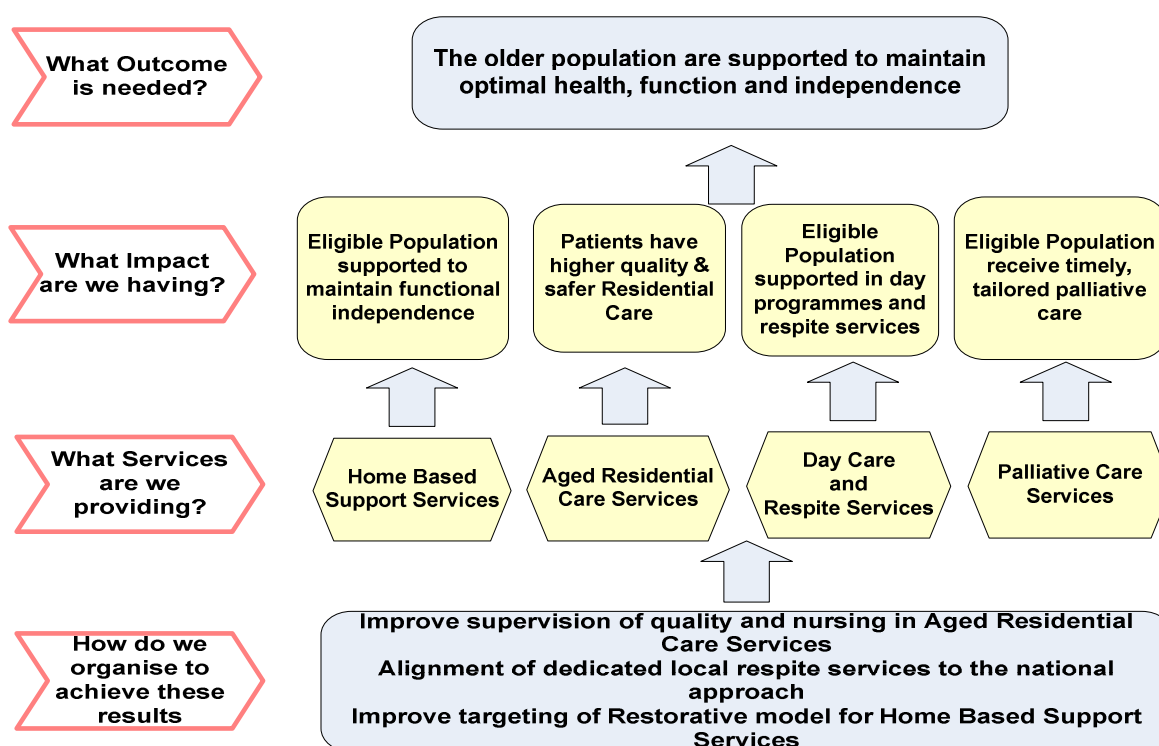 What Outcome
is needed?
The older population are supported to maintain
optimal health, function and independence
What Impact
are we having?
Eligible Population
supported to
maintain functional
independence
Patients have
higher quality &
safer Residential
Care
Eligible
Population
supported in day
programmes and
respite services
Eligible Population
receive timely,
tailored palliative
care
What Services
are we
providing?
Home Based
Support Services
Aged Residential
Care Services
Day Care
and
Respite Services
Palliative Care
Services
How do we
organise to
achieve these
results
Improve supervision of quality and nursing in Aged Residential
Care Services
Alignment of dedicated local respite services to the national
approach
Improve targeting of Restorative model for Home Based Support
Services